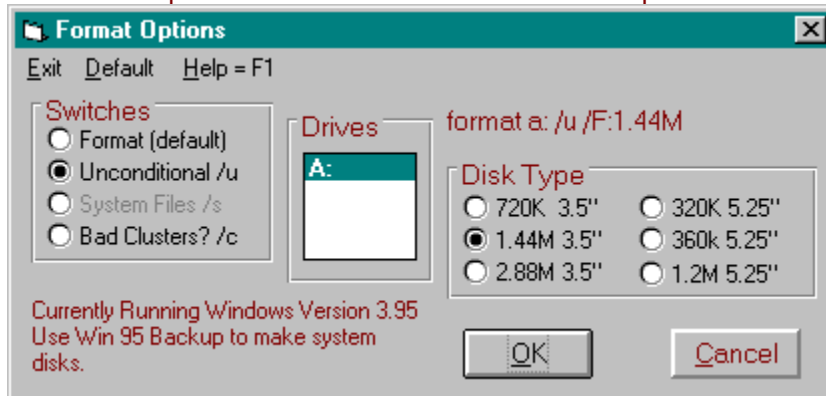 Format Options
Exit Default Help = F1
Switches
Format (default)
Unconditional /u
System Files /s
Bad Clusters? /c
Drives
A:
format a: /u /F:1.44M
Disk Type
720K 3.5"
320K 5.25"
1.44M 3.5"
360k 5.25"
2.88M 3.5"
1.2M 5.25"
Currently Running Windows Version 3.95
Use Win 95 Backup to make system
disks.
OK
Cancel